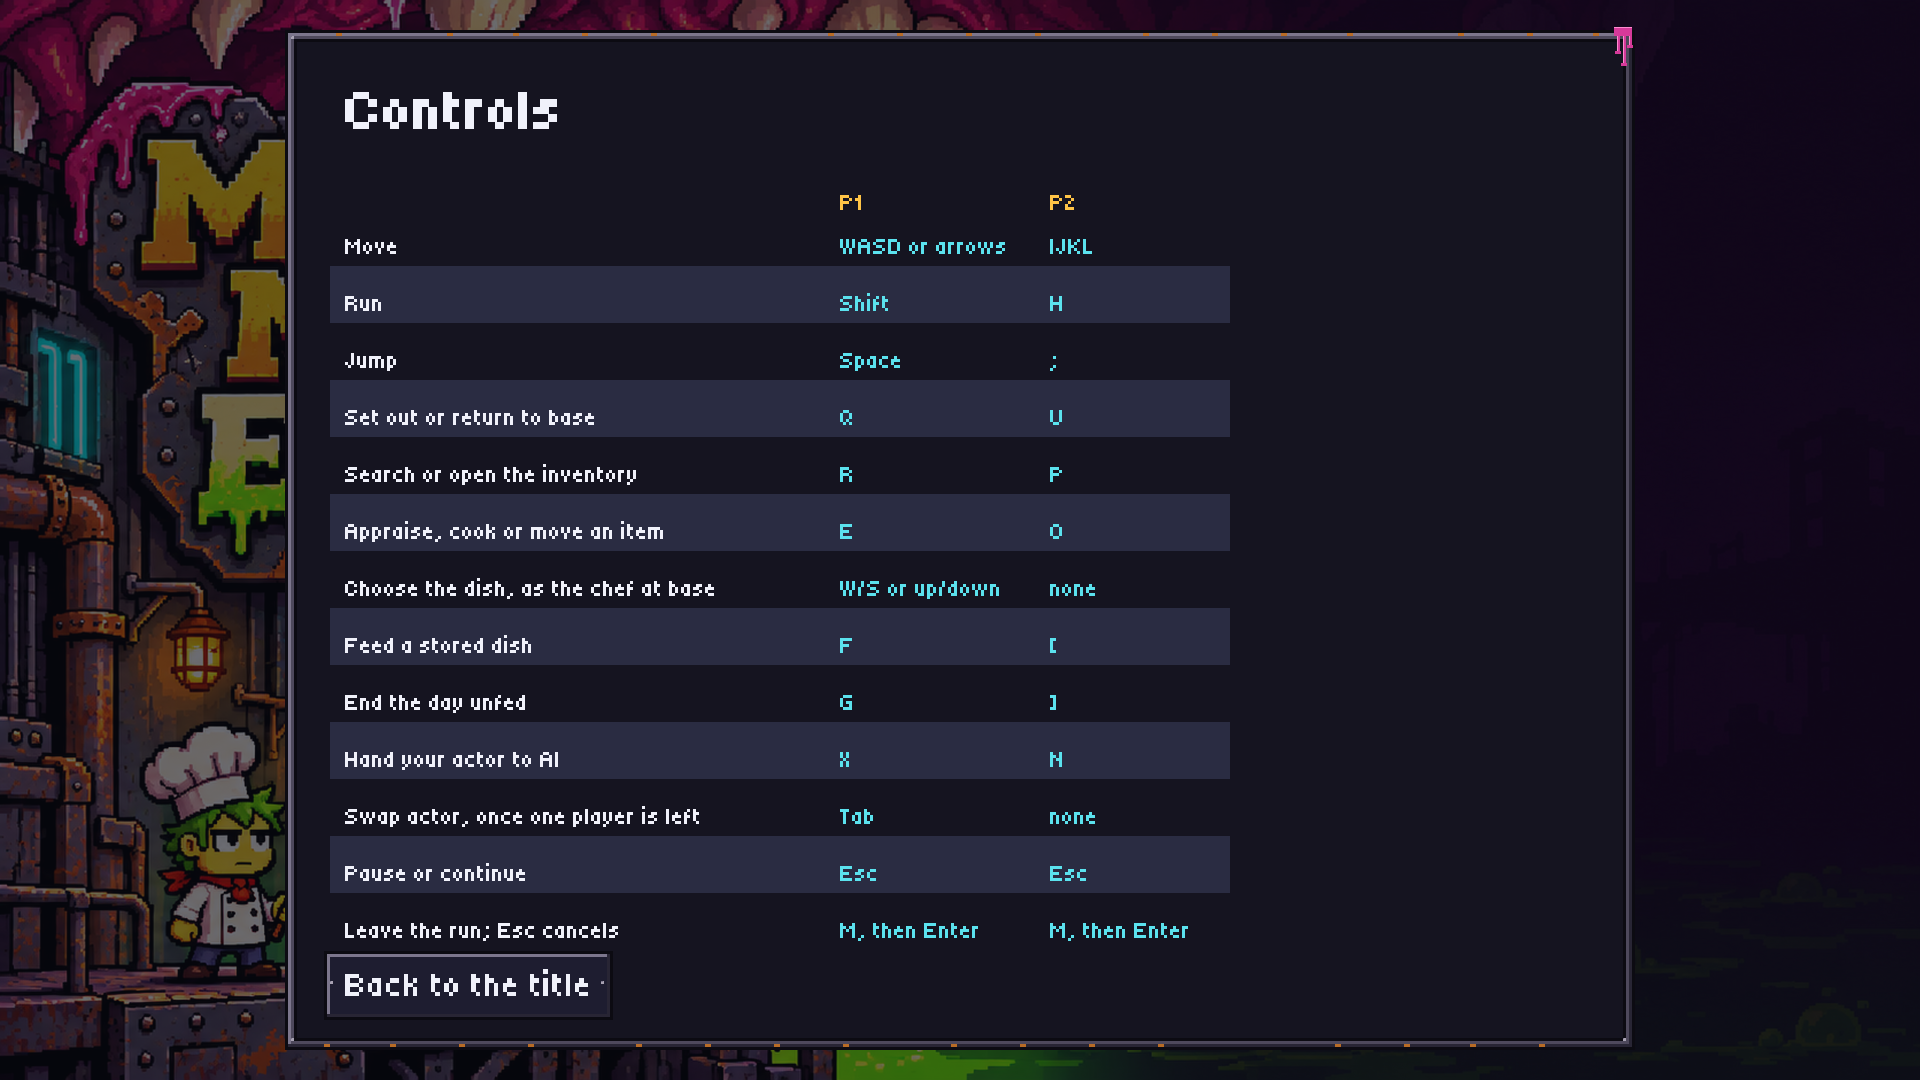 Controls
P1 P2
Move WASD or arrows IJKL
Run Shift H
Jump Space ;
Set out or return to base Q U
Search or open the inventory R P
Appraise, cook or move an item E O
Choose the dish, as the chef at base W/S or up/down none
Feed a stored dish F [
End the day unfed G ]
Hand your actor to AI X N
Swap actor, once one player is left Tab none
Pause or continue Esc Esc
Leave the run; Esc cancels M, then Enter M, then Enter
Back to the title